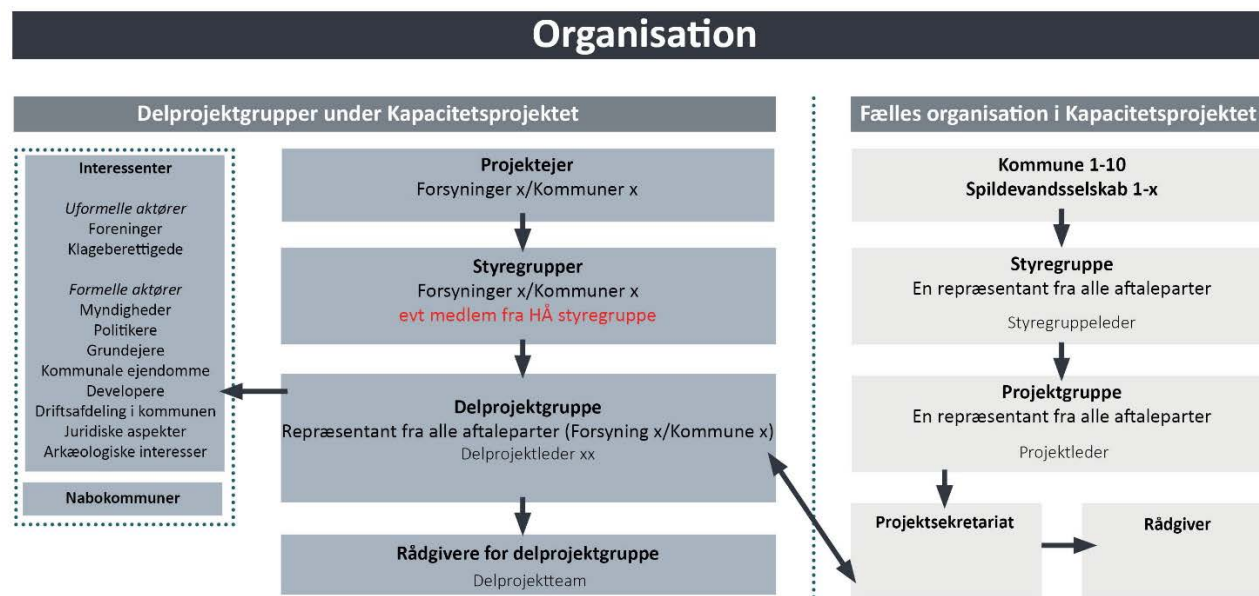 Organisation
Delprojektgrupper under Kapacitetsprojektet
Interessenter
Uformelle aktører
Foreninger
Klageberettigede
Formelle aktører
Myndigheder
Politikere
Grundejere
Kommunale ejendomme
Developere
Driftsafdeling i kommunen
Juridiske aspekter
Arkæologiske interesser
Nabokommuner
Projektejer
Forsyninger x/Kommuner x
Styregrupper
Forsyninger x/Kommuner x
evt medlem fra HÅ styregruppe
Delprojektgruppe
Repræsentant fra alle aftaleparter (Forsyning x/Kommune x)
Delprojektleder xx
Rådgivere for delprojektgruppe
Delprojektteam
Fælles organisation i Kapacitetsprojektet
Kommune 1-10
Spildevandsselskab 1-x
Styregruppe
En repræsentant fra alle aftaleparter
Styregruppeleder
Projektgruppe
En repræsentant fra alle aftaleparter
Projektleder
Projektsekretariat
Rådgiver